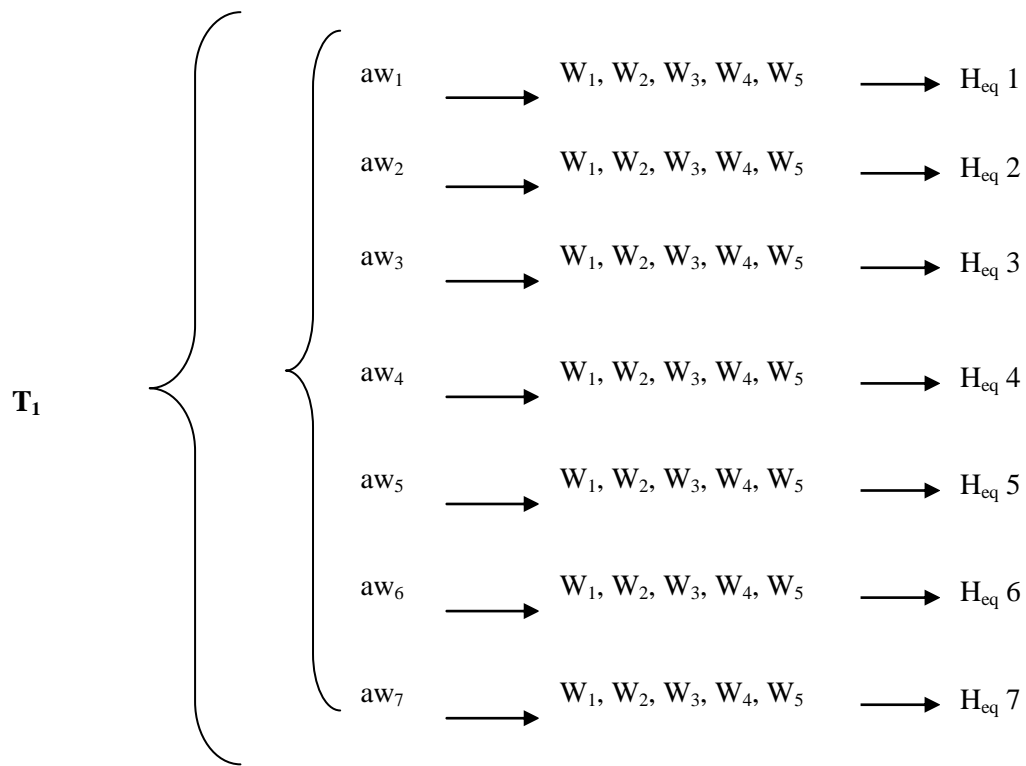 aw₁ W₁, W₂, W₃, W₄, W₅ Hₑq 1
aw₂ W₁, W₂, W₃, W₄, W₅ Hₑq 2
aw₃ W₁, W₂, W₃, W₄, W₅ Hₑq 3
aw₄ W₁, W₂, W₃, W₄, W₅ Hₑq 4
T₁
aw₅ W₁, W₂, W₃, W₄, W₅ Hₑq 5
aw₆ W₁, W₂, W₃, W₄, W₅ Hₑq 6
aw₇ W₁, W₂, W₃, W₄, W₅ Hₑq 7